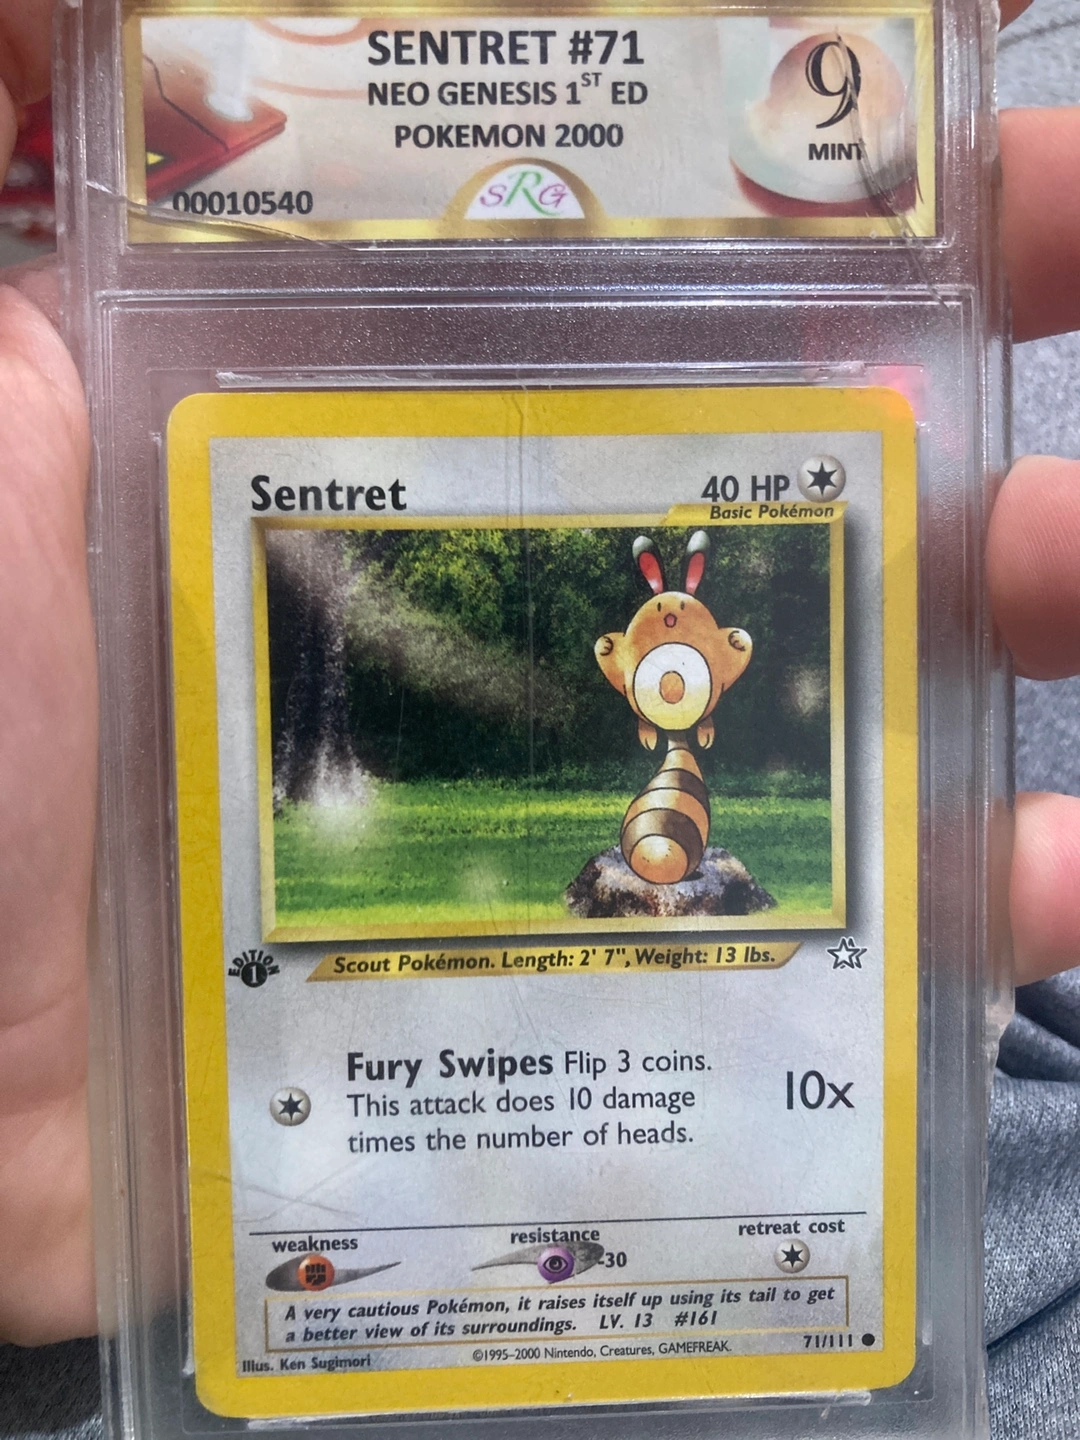 SENTRET #71
NEO GENESIS 1ST ED
POKEMON 2000
9
MINT
00010540
SRG
Sentret
40 HP
Basic Pokémon
EDITION
1
Scout Pokémon. Length: 2' 7", Weight: 13 lbs.
Fury Swipes Flip 3 coins.
This attack does 10 damage
times the number of heads.
10x
weakness
resistance
-30
retreat cost
A very cautious Pokémon, it raises itself up using its tail to get
a better view of its surroundings. LV. 13 #161
Illus. Ken Sugimori
©1995-2000 Nintendo, Creatures, GAMEFREAK.
71/111